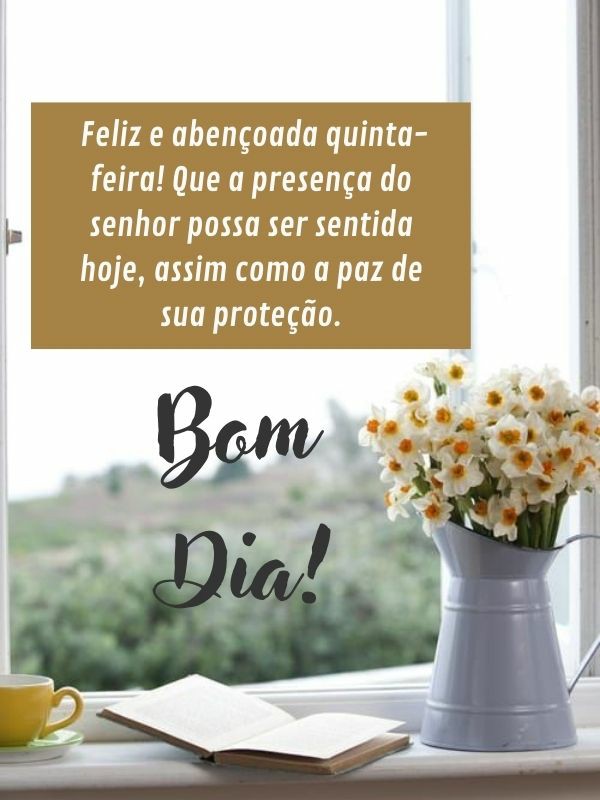 Feliz e abençoada quinta-
feira! Que a presença do
senhor possa ser sentida
hoje, assim como a paz de
sua proteção.
Bom
Dia!